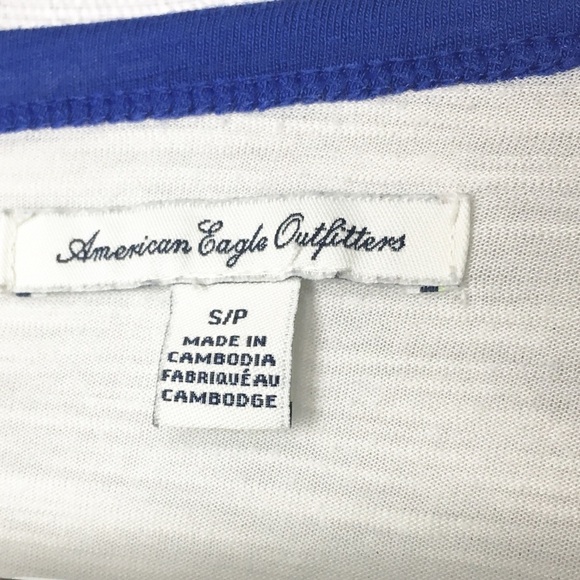 American Eagle Outfitters
S/P
MADE IN
CAMBODIA
FABRIQUÉ AU
CAMBODGE